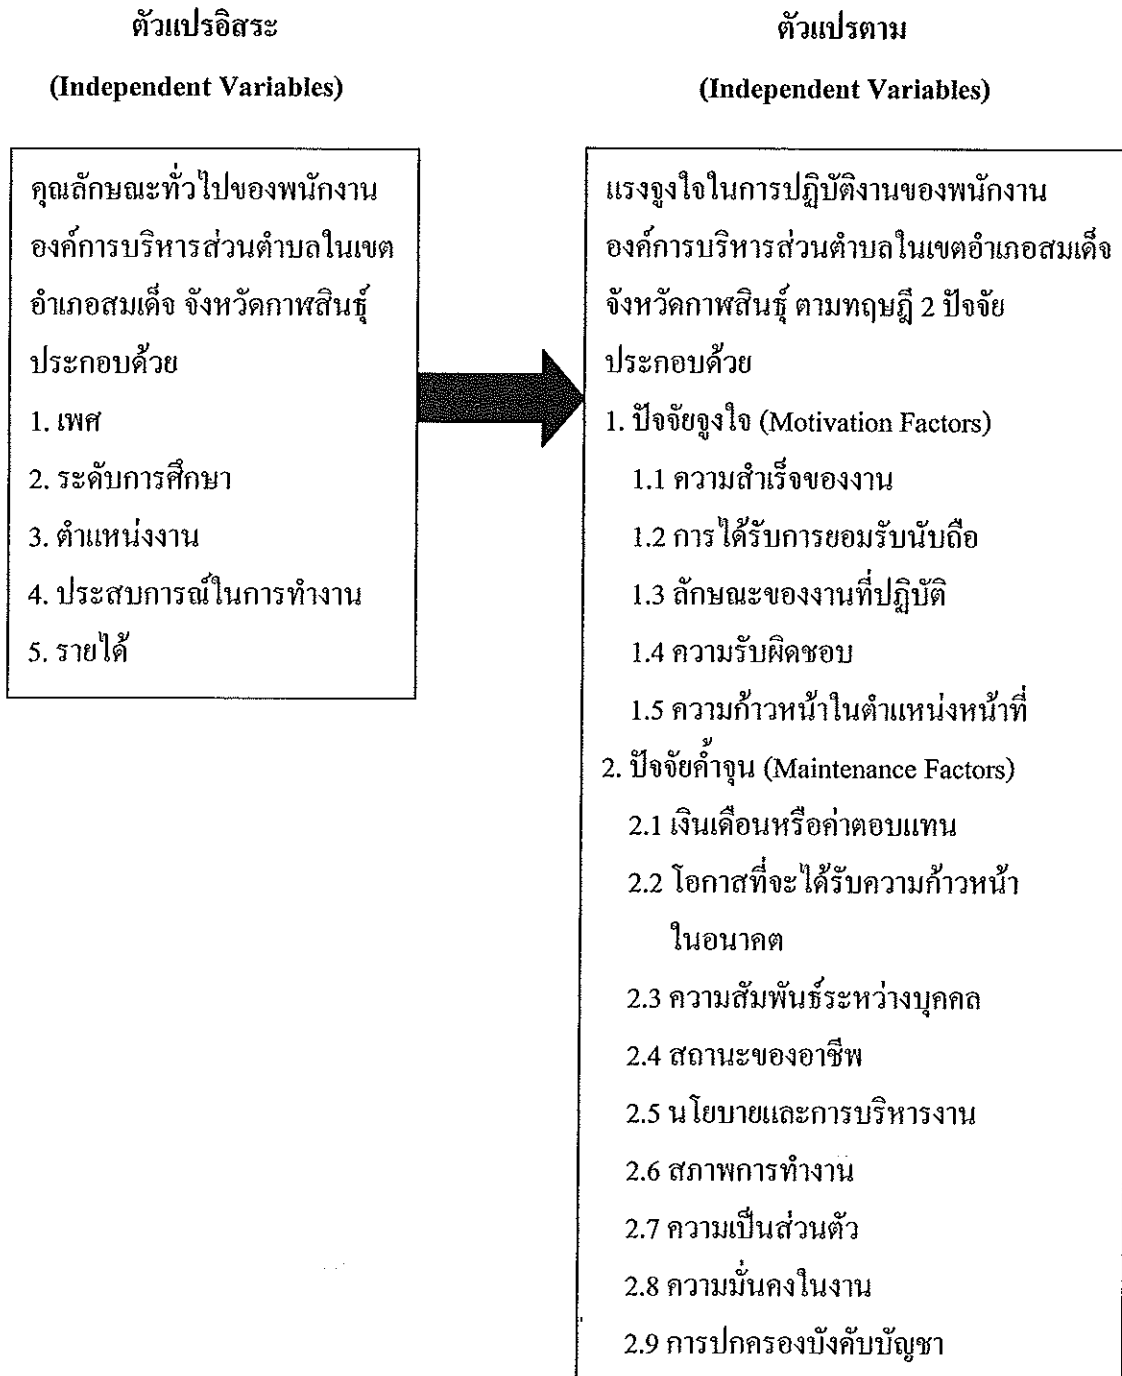 ตัวแปรอิสระ
(Independent Variables)
คุณลักษณะทั่วไปของพนักงาน
องค์การบริหารส่วนตำบลในเขต
อำเภอสมเด็จ จังหวัดกาฬสินธุ์
ประกอบด้วย
1. เพศ
2. ระดับการศึกษา
3. ตำแหน่งงาน
4. ประสบการณ์ในการทำงาน
5. รายได้
ตัวแปรตาม
(Independent Variables)
แรงจูงใจในการปฏิบัติงานของพนักงาน
องค์การบริหารส่วนตำบลในเขตอำเภอสมเด็จ
จังหวัดกาฬสินธุ์ ตามทฤษฎี 2 ปัจจัย
ประกอบด้วย
1. ปัจจัยจูงใจ (Motivation Factors)
1.1 ความสำเร็จของงาน
1.2 การได้รับการยอมรับนับถือ
1.3 ลักษณะของงานที่ปฏิบัติ
1.4 ความรับผิดชอบ
1.5 ความก้าวหน้าในตำแหน่งหน้าที่
2. ปัจจัยค้ำจุน (Maintenance Factors)
2.1 เงินเดือนหรือค่าตอบแทน
2.2 โอกาสที่จะได้รับความก้าวหน้า
ในอนาคต
2.3 ความสัมพันธ์ระหว่างบุคคล
2.4 สถานะของอาชีพ
2.5 นโยบายและการบริหารงาน
2.6 สภาพการทำงาน
2.7 ความเป็นส่วนตัว
2.8 ความมั่นคงในงาน
2.9 การปกครองบังคับบัญชา